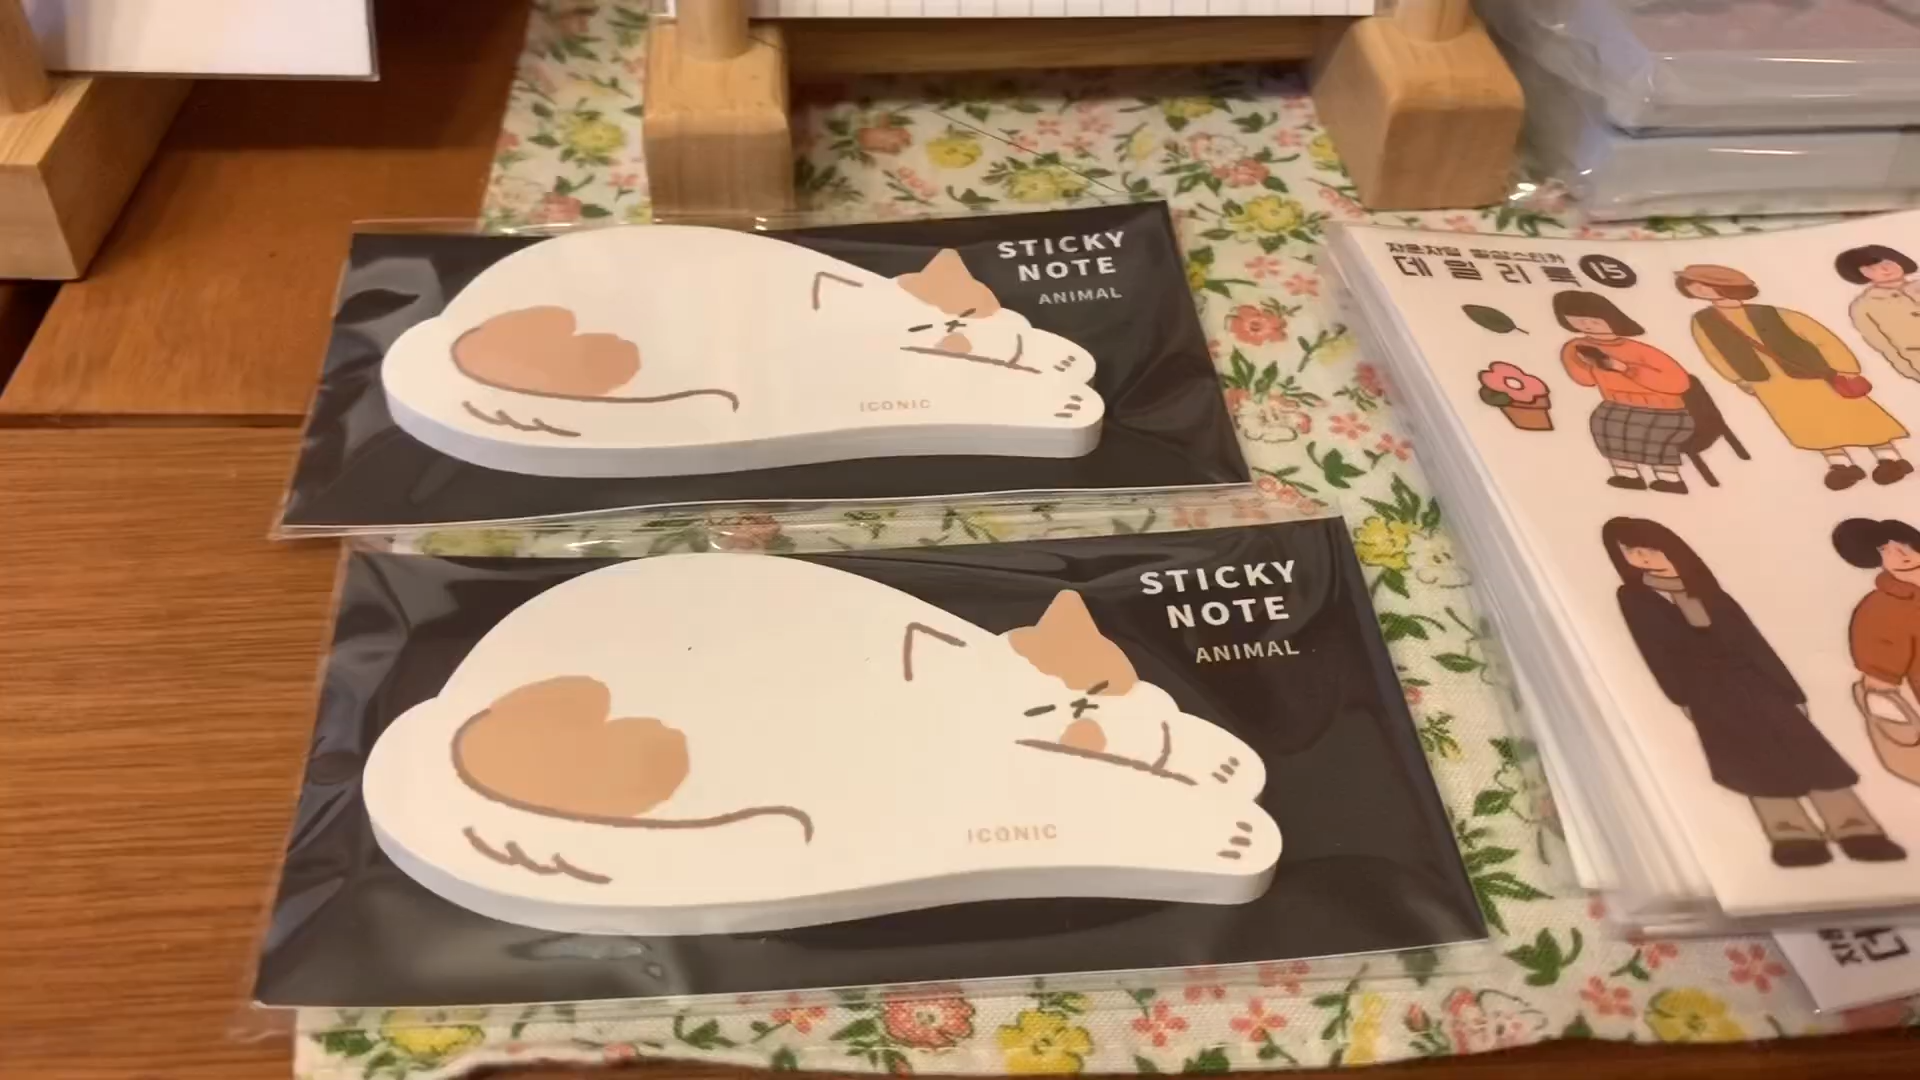 STICKY
NOTE
ANIMAL
ICONIC
STICKY
NOTE
ANIMAL
ICONIC
데일리룩 15